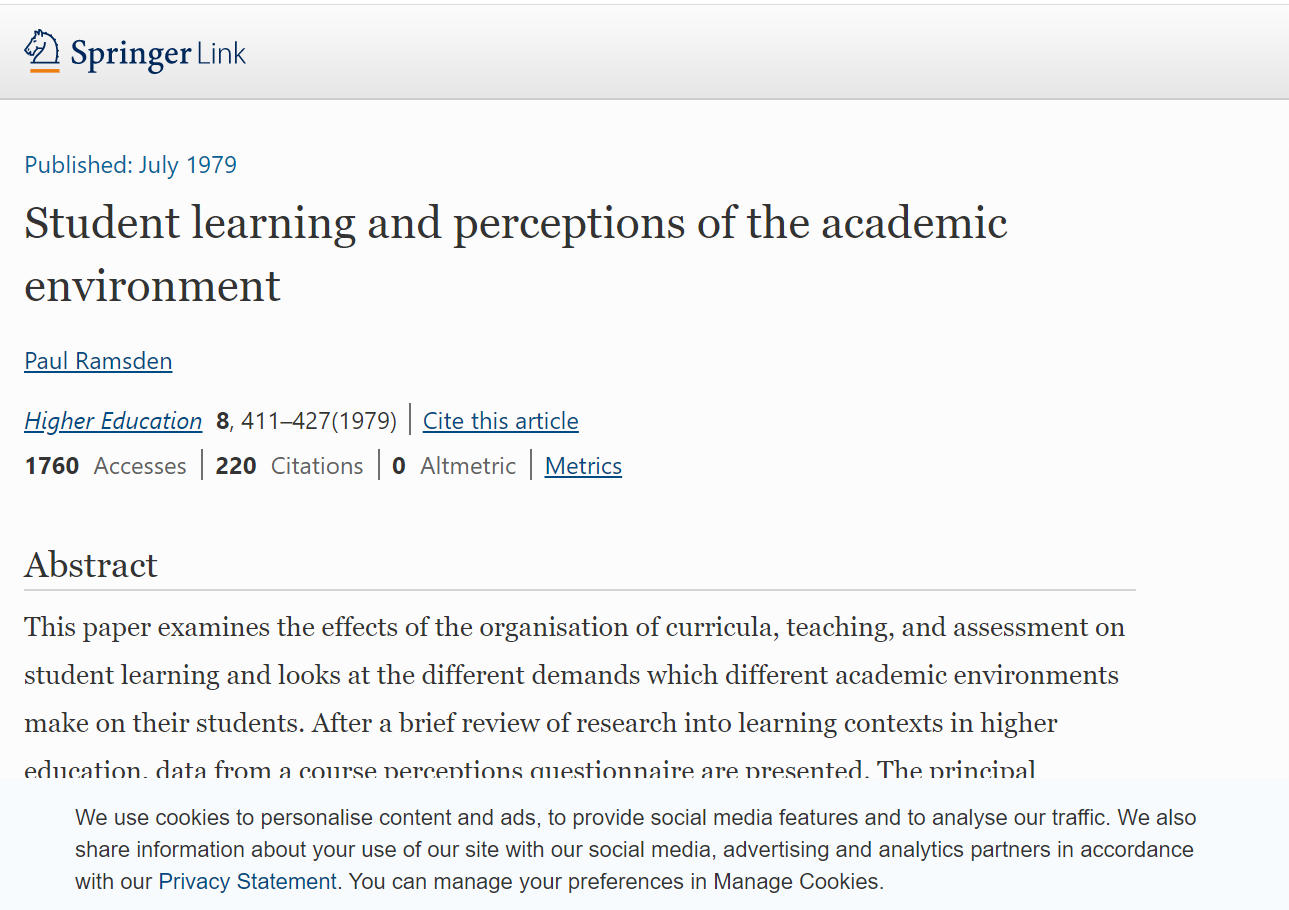 Springer Link
Published: July 1979
Student learning and perceptions of the academic
environment
Paul Ramsden
Higher Education 8, 411–427(1979) Cite this article
1760 Accesses 220 Citations 0 Altmetric Metrics
Abstract
This paper examines the effects of the organisation of curricula, teaching, and assessment on
student learning and looks at the different demands which different academic environments
make on their students. After a brief review of research into learning contexts in higher
education, data from a course perceptions questionnaire are presented. The principal
We use cookies to personalise content and ads, to provide social media features and to analyse our traffic. We also
share information about your use of our site with our social media, advertising and analytics partners in accordance
with our Privacy Statement. You can manage your preferences in Manage Cookies.